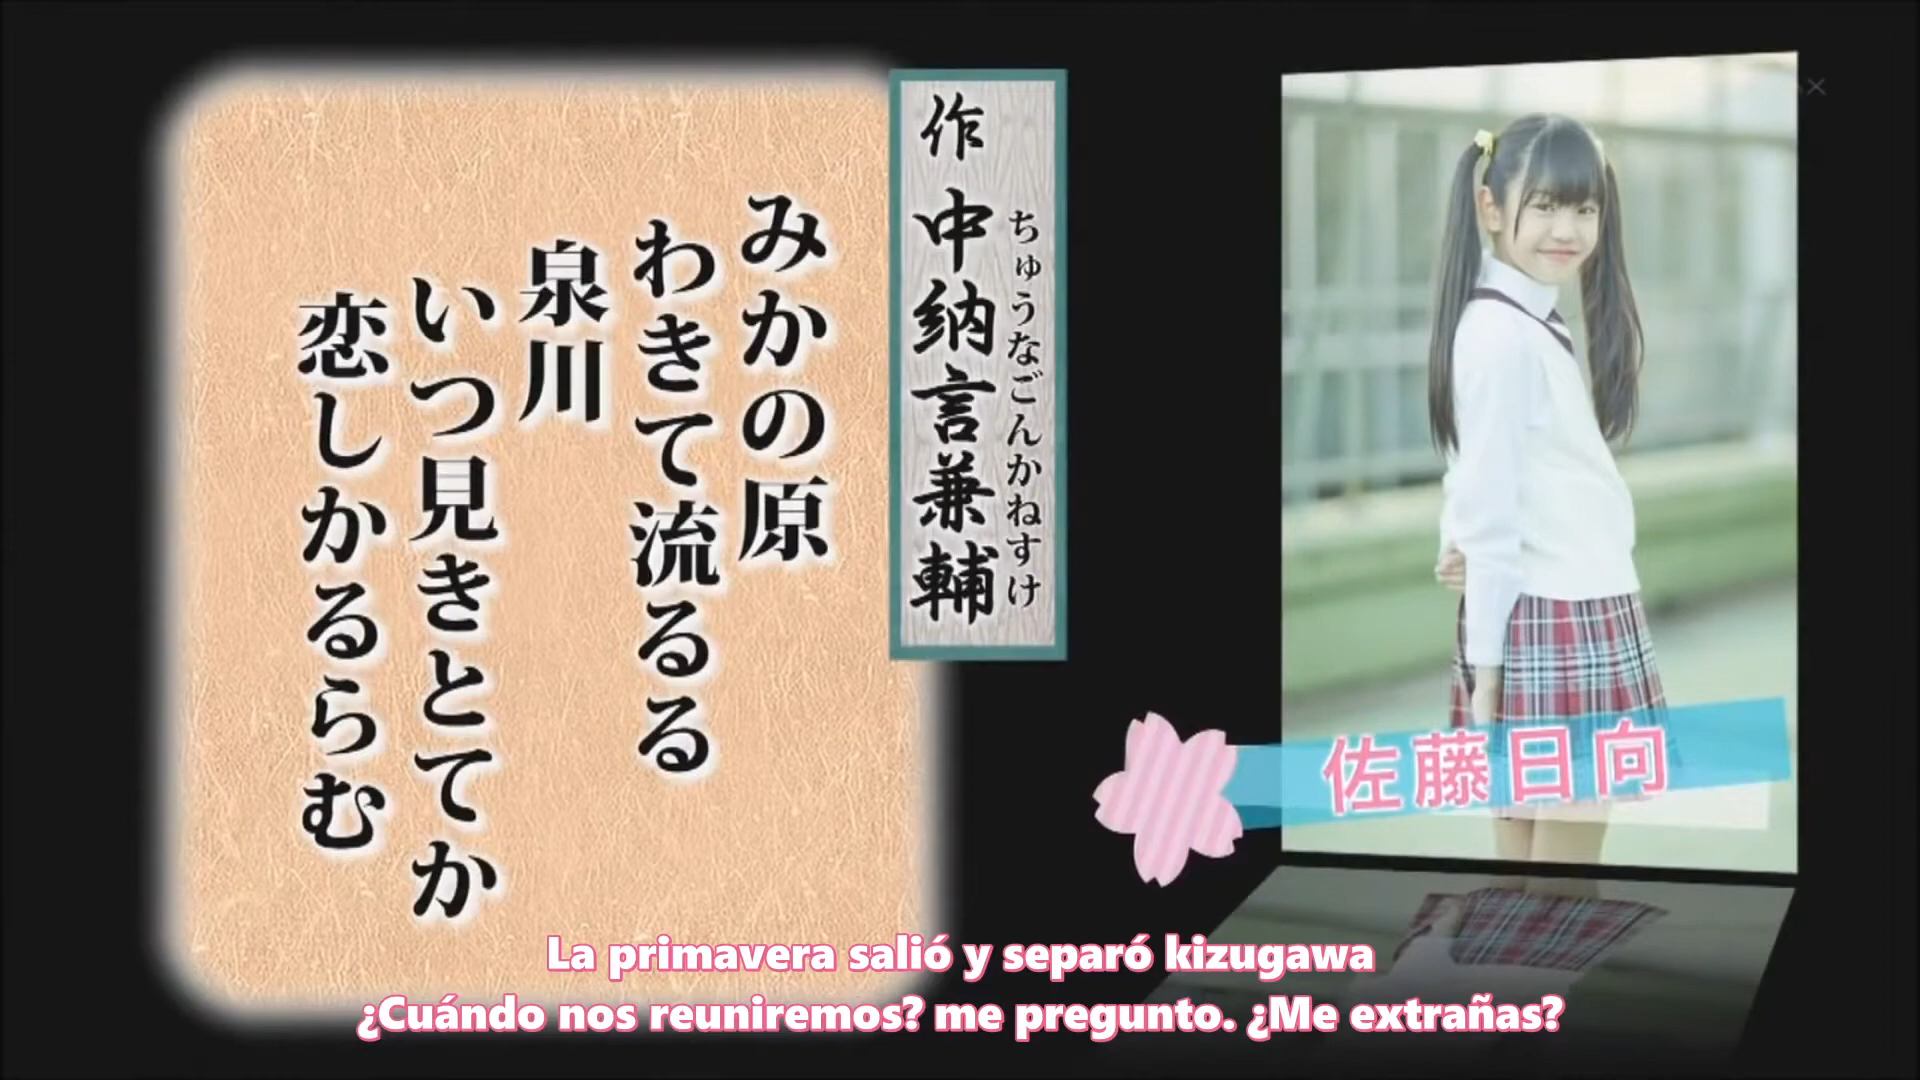 みかの原
わきて流るる
泉川
いつ見きとてか
恋しかるらむ
作 中納言兼輔
ちゅうなごんかねすけ
佐藤日向
La primavera salió y separó kizugawa
¿Cuándo nos reuniremos? me pregunto. ¿Me extrañas?